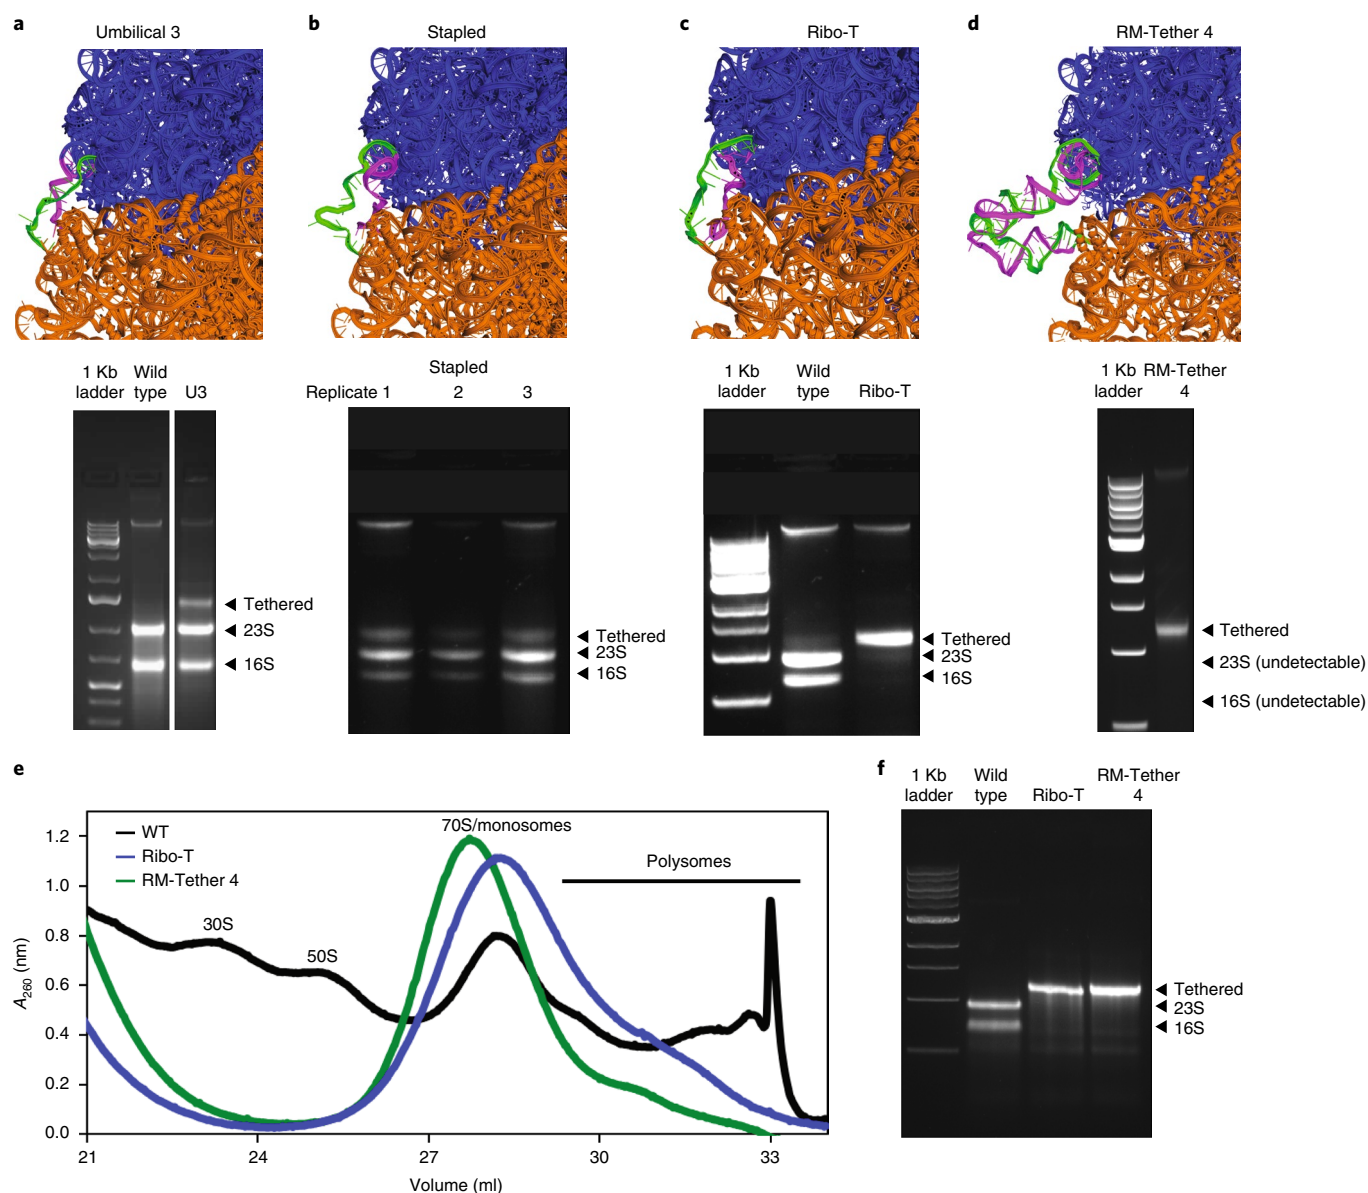 a
Umbilical 3
b
Stapled
c
Ribo-T
d
RM-Tether 4
1 Kb
ladder
Wild
type
U3
Tethered
23S
16S
Stapled
Replicate 1
2
3
Tethered
23S
16S
1 Kb
ladder
Wild
type
Ribo-T
Tethered
23S
16S
1 Kb
ladder
RM-Tether
4
Tethered
23S (undetectable)
16S (undetectable)
e
A260 (nm)
1.2
1.0
0.8
0.6
0.4
0.2
0.0
WT
Ribo-T
RM-Tether 4
30S
50S
70S/monosomes
Polysomes
21
24
27
30
33
Volume (ml)
f
1 Kb
ladder
Wild
type
Ribo-T
RM-Tether
4
Tethered
23S
16S